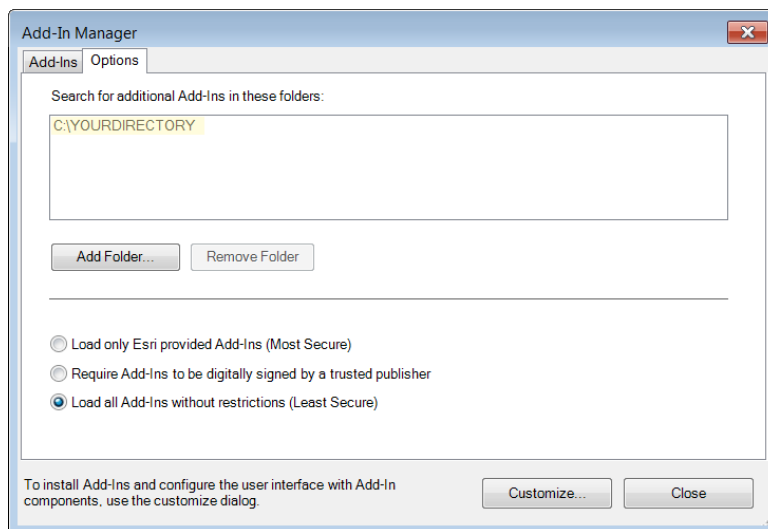 Add-In Manager
Add-Ins Options
Search for additional Add-Ins in these folders:
C:\YOURDIRECTORY
Add Folder... Remove Folder
Load only Esri provided Add-Ins (Most Secure)
Require Add-Ins to be digitally signed by a trusted publisher
Load all Add-Ins without restrictions (Least Secure)
To install Add-Ins and configure the user interface with Add-In
components, use the customize dialog.
Customize... Close